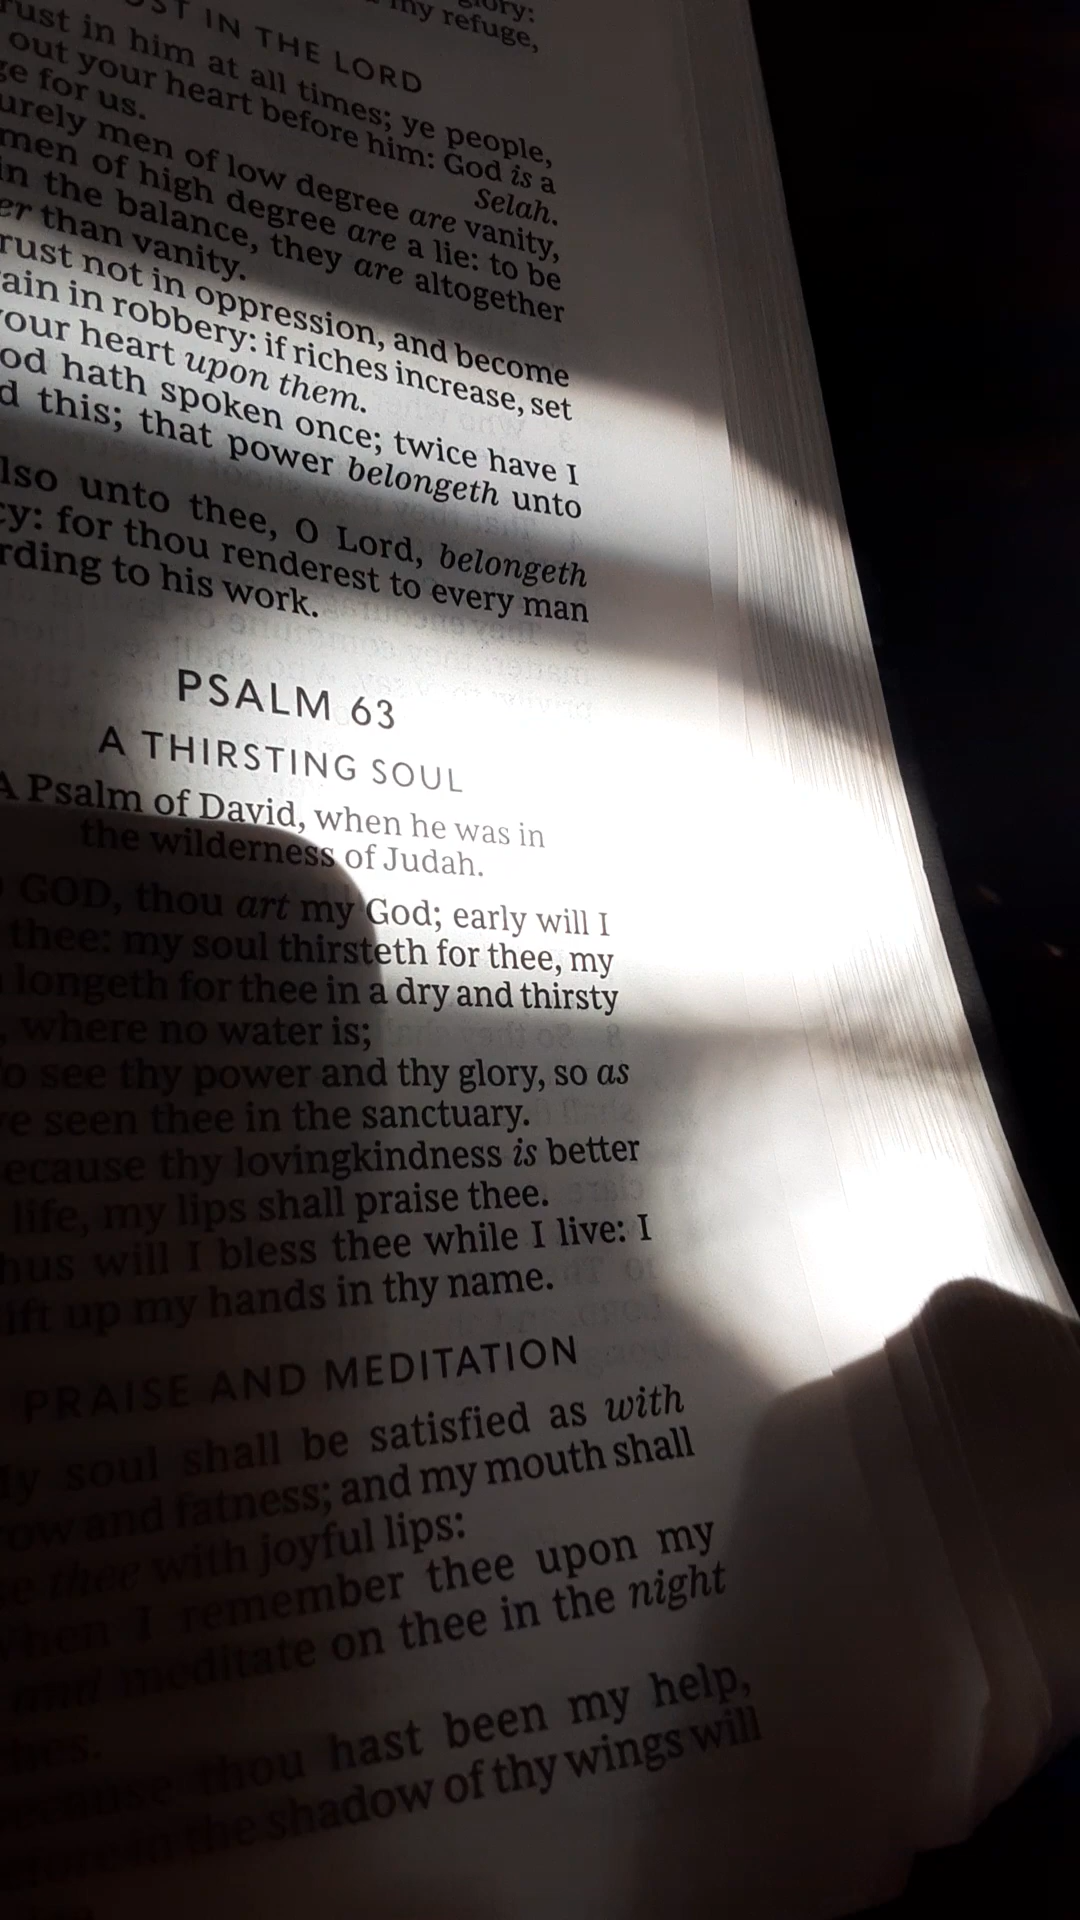 ory:
my refuge,
ST IN THE LORD
rust in him at all times; ye people,
out your heart before him: God is a
ge for us.
Selah.
urely men of low degree are vanity,
men of high degree are a lie: to be
in the balance, they are altogether
er than vanity.
rust not in oppression, and become
ain in robbery: if riches increase, set
our heart upon them.
od hath spoken once; twice have I
d this; that power belongeth unto
lso unto thee, O Lord, belongeth
cy: for thou renderest to every man
rding to his work.
PSALM 63
A THIRSTING SOUL
A Psalm of David, when he was in
the wilderness of Judah.
GOD, thou art my God; early will I
thee: my soul thirsteth for thee, my
longeth for thee in a dry and thirsty
, where no water is;
o see thy power and thy glory, so as
e seen thee in the sanctuary.
ecause thy lovingkindness is better
life, my lips shall praise thee.
hus will I bless thee while I live: I
ift up my hands in thy name.
PRAISE AND MEDITATION
y soul shall be satisfied as with
ow and fatness; and my mouth shall
e thee with joyful lips:
When I remember thee upon my
and meditate on thee in the night
thou hast been my help,
in the shadow of thy wings will